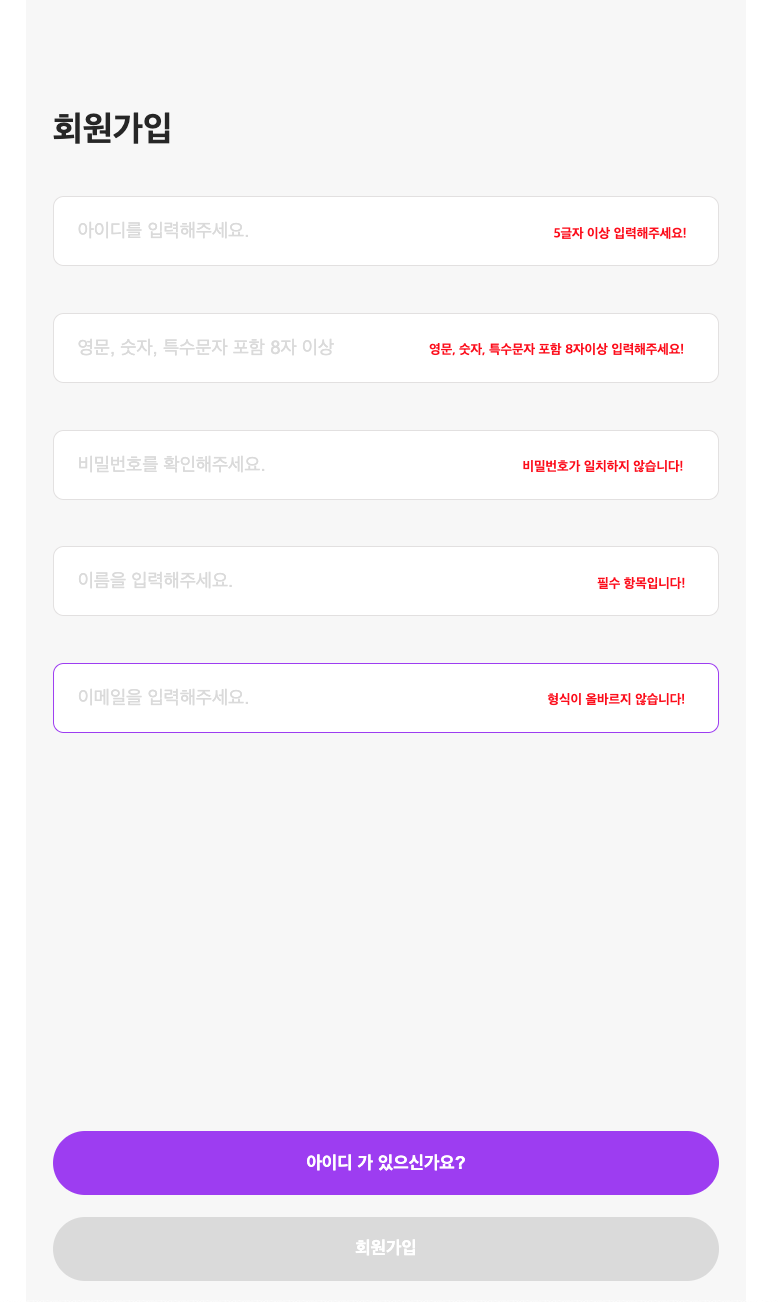 회원가입
아이디를 입력해주세요. 5글자 이상 입력해주세요!
영문, 숫자, 특수문자 포함 8자 이상 영문, 숫자, 특수문자 포함 8자이상 입력해주세요!
비밀번호를 확인해주세요. 비밀번호가 일치하지 않습니다!
이름을 입력해주세요. 필수 항목입니다!
이메일을 입력해주세요. 형식이 올바르지 않습니다!
아이디 가 있으신가요?
회원가입